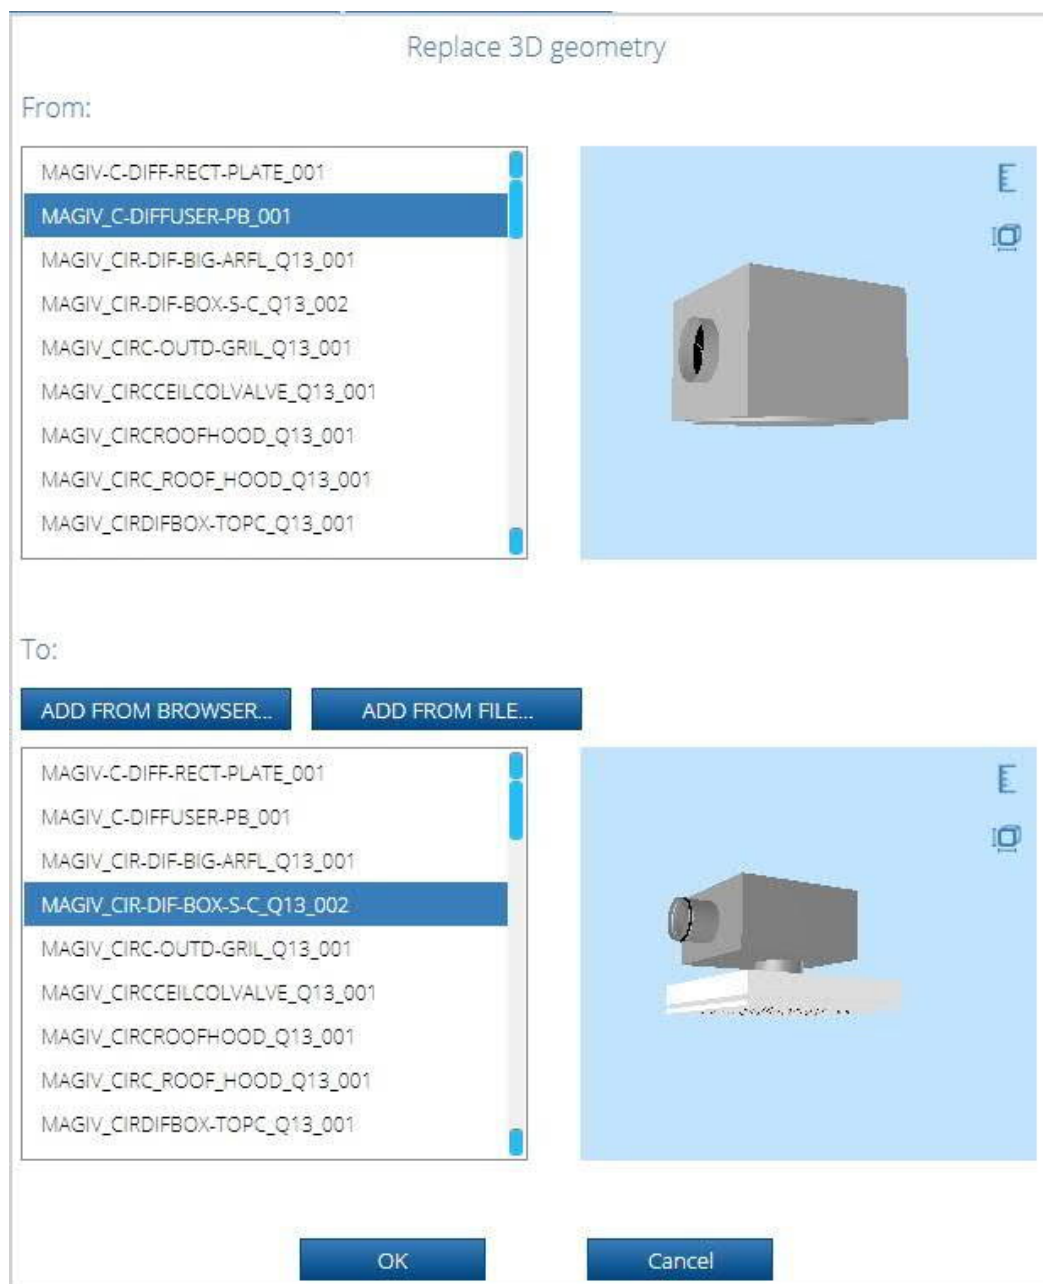 Replace 3D geometry
From:
MAGIV-C-DIFF-RECT-PLATE_001
MAGIV_C-DIFFUSER-PB_001
MAGIV_CIR-DIF-BIG-ARFL_Q13_001
MAGIV_CIR-DIF-BOX-S-C_Q13_002
MAGIV_CIRC-OUTD-GRIL_Q13_001
MAGIV_CIRCCEILCOLVALVE_Q13_001
MAGIV_CIRCROOFHOOD_Q13_001
MAGIV_CIRC_ROOF_HOOD_Q13_001
MAGIV_CIRDIFBOX-TOPC_Q13_001
To:
ADD FROM BROWSER... ADD FROM FILE...
MAGIV-C-DIFF-RECT-PLATE_001
MAGIV_C-DIFFUSER-PB_001
MAGIV_CIR-DIF-BIG-ARFL_Q13_001
MAGIV_CIR-DIF-BOX-S-C_Q13_002
MAGIV_CIRC-OUTD-GRIL_Q13_001
MAGIV_CIRCCEILCOLVALVE_Q13_001
MAGIV_CIRCROOFHOOD_Q13_001
MAGIV_CIRC_ROOF_HOOD_Q13_001
MAGIV_CIRDIFBOX-TOPC_Q13_001
OK Cancel